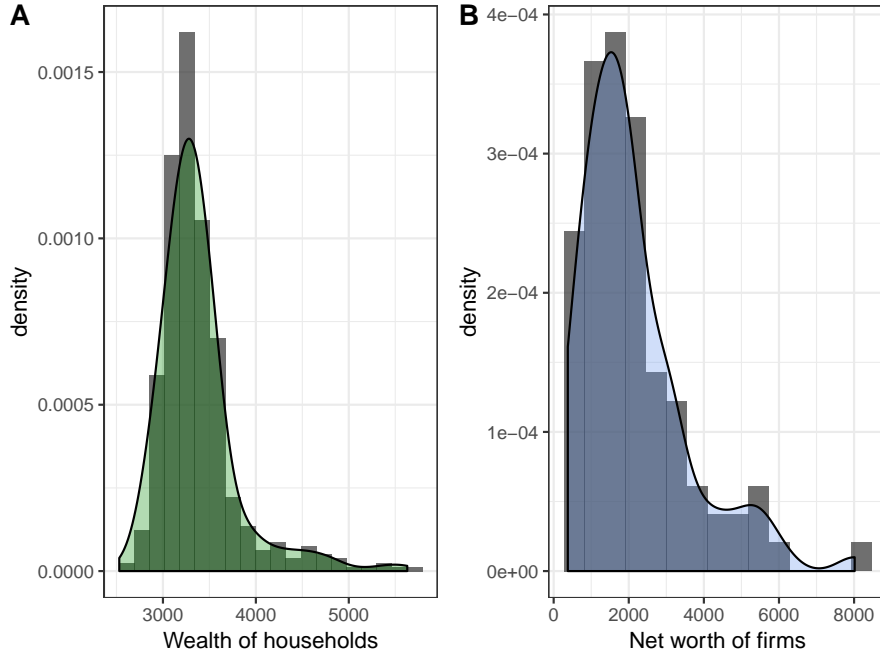 A
0.0015
0.0010
0.0005
0.0000
density
3000 4000 5000
Wealth of households
B
4e−04
3e−04
2e−04
1e−04
0e+00
density
0 2000 4000 6000 8000
Net worth of firms